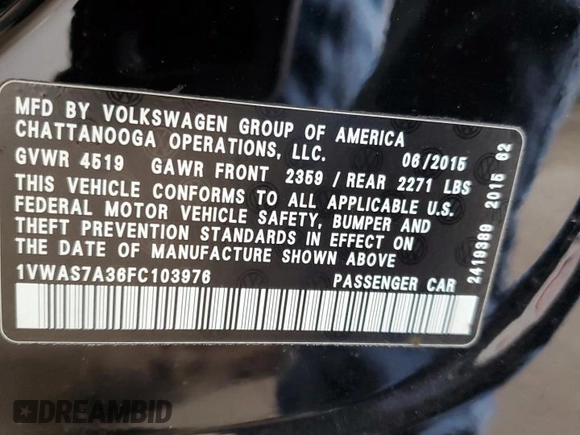 MFD BY VOLKSWAGEN GROUP OF AMERICA
CHATTANOOGA OPERATIONS, LLC. 06/2015
GVWR 4519 GAWR FRONT 2359 / REAR 2271 LBS
THIS VEHICLE CONFORMS TO ALL APPLICABLE U.S.
FEDERAL MOTOR VEHICLE SAFETY, BUMPER AND
THEFT PREVENTION STANDARDS IN EFFECT ON
THE DATE OF MANUFACTURE SHOWN ABOVE.
1VWAS7A36FC103976 PASSENGER CAR
2419389 2015 62
DREAMBID